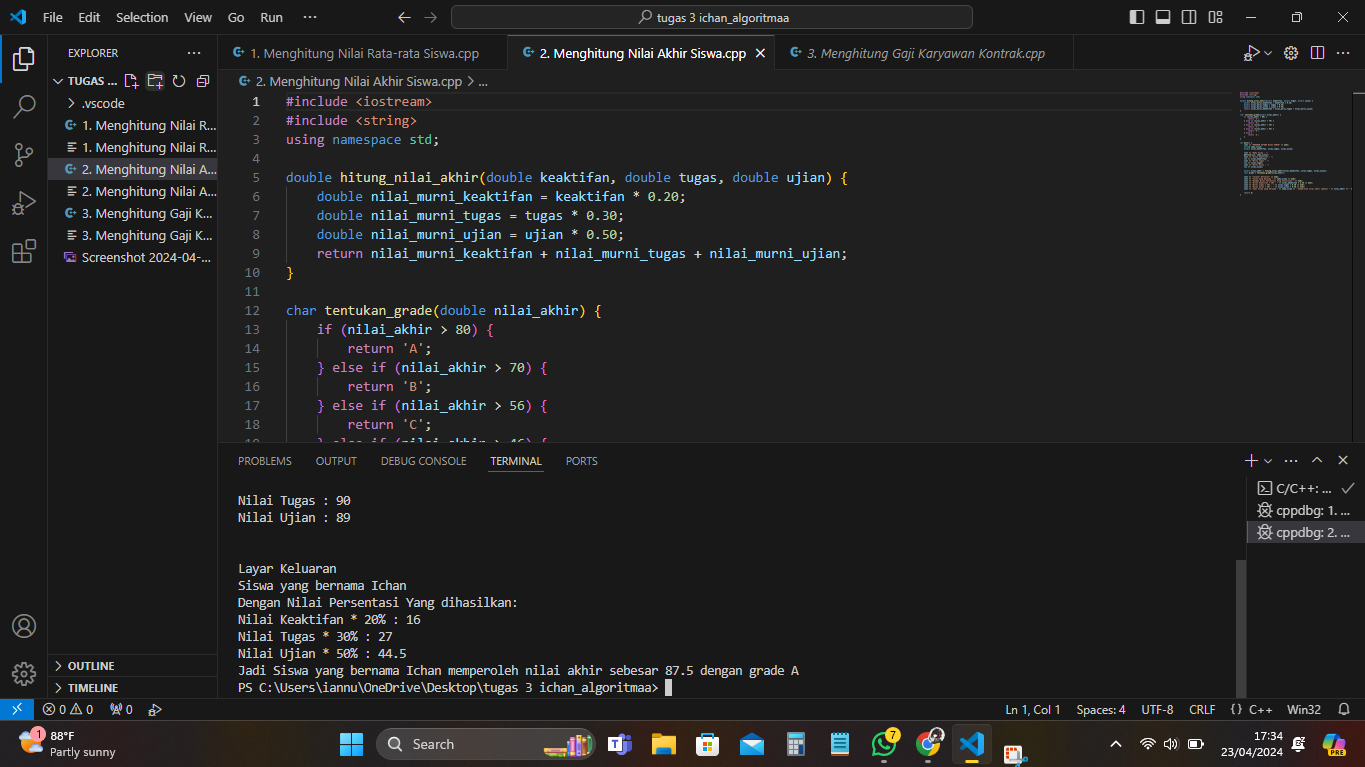 File Edit Selection View Go Run ··· tugas 3 ichan_algoritmaa
EXPLORER
TUGAS ...
.vscode
1. Menghitung Nilai R...
1. Menghitung Nilai R...
2. Menghitung Nilai A...
2. Menghitung Nilai A...
3. Menghitung Gaji K...
3. Menghitung Gaji K...
Screenshot 2024-04-...
OUTLINE
TIMELINE
1. Menghitung Nilai Rata-rata Siswa.cpp 2. Menghitung Nilai Akhir Siswa.cpp 3. Menghitung Gaji Karyawan Kontrak.cpp
2. Menghitung Nilai Akhir Siswa.cpp > ...
1 #include <iostream>
2 #include <string>
3 using namespace std;
4
5 double hitung_nilai_akhir(double keaktifan, double tugas, double ujian) {
6 double nilai_murni_keaktifan = keaktifan * 0.20;
7 double nilai_murni_tugas = tugas * 0.30;
8 double nilai_murni_ujian = ujian * 0.50;
9 return nilai_murni_keaktifan + nilai_murni_tugas + nilai_murni_ujian;
10 }
11
12 char tentukan_grade(double nilai_akhir) {
13 if (nilai_akhir > 80) {
14 return 'A';
15 } else if (nilai_akhir > 70) {
16 return 'B';
17 } else if (nilai_akhir > 56) {
18 return 'C';
PROBLEMS OUTPUT DEBUG CONSOLE TERMINAL PORTS
Nilai Tugas : 90
Nilai Ujian : 89
Layar Keluaran
Siswa yang bernama Ichan
Dengan Nilai Persentasi Yang dihasilkan:
Nilai Keaktifan * 20% : 16
Nilai Tugas * 30% : 27
Nilai Ujian * 50% : 44.5
Jadi Siswa yang bernama Ichan memperoleh nilai akhir sebesar 87.5 dengan grade A
PS C:\Users\iannu\OneDrive\Desktop\tugas 3 ichan_algoritmaa>
C/C++: ...
cppdbg: 1. ...
cppdbg: 2. ...
0 0 0 Ln 1, Col 1 Spaces: 4 UTF-8 CRLF {} C++ Win32
1 88°F
Partly sunny
Search
7
PRE
17:34
23/04/2024